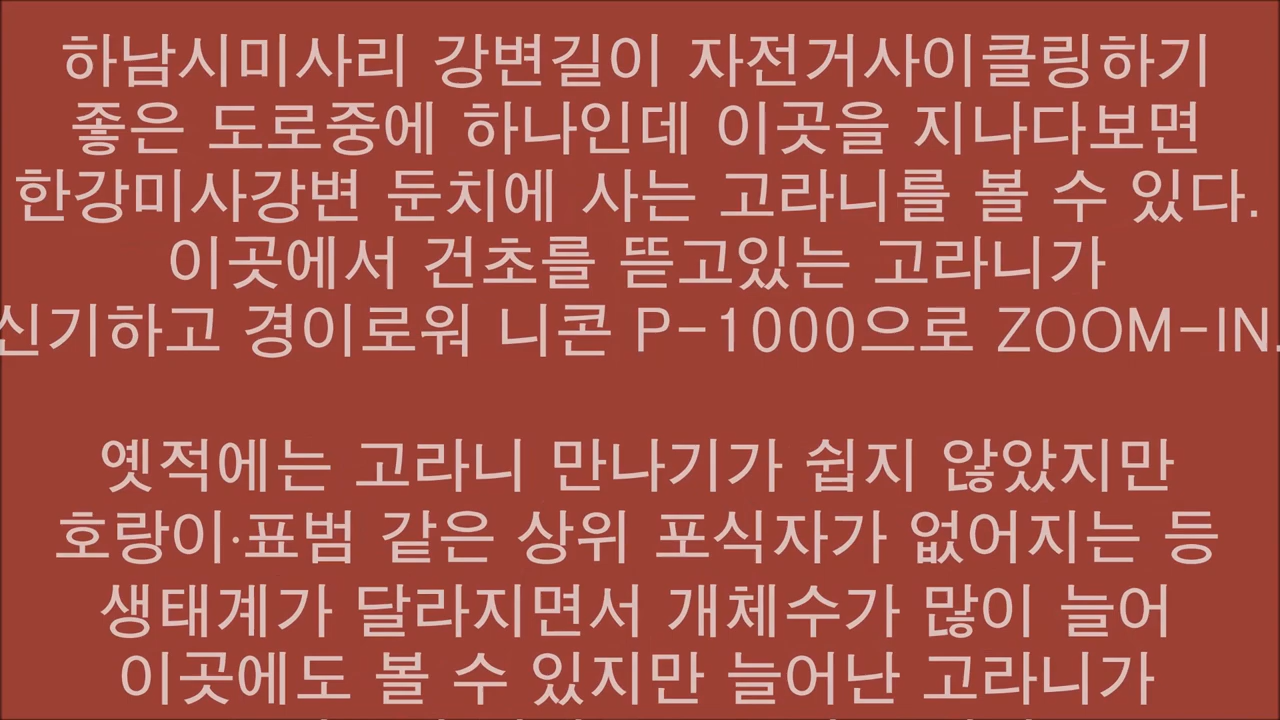 하남시미사리 강변길이 자전거사이클링하기
좋은 도로중에 하나인데 이곳을 지나다보면
한강미사강변 둔치에 사는 고라니를 볼 수 있다.
이곳에서 건초를 뜯고있는 고라니가
신기하고 경이로워 니콘 P-1000으로 ZOOM-IN.
옛적에는 고라니 만나기가 쉽지 않았지만
호랑이·표범 같은 상위 포식자가 없어지는 등
생태계가 달라지면서 개체수가 많이 늘어
이곳에도 볼 수 있지만 늘어난 고라니가